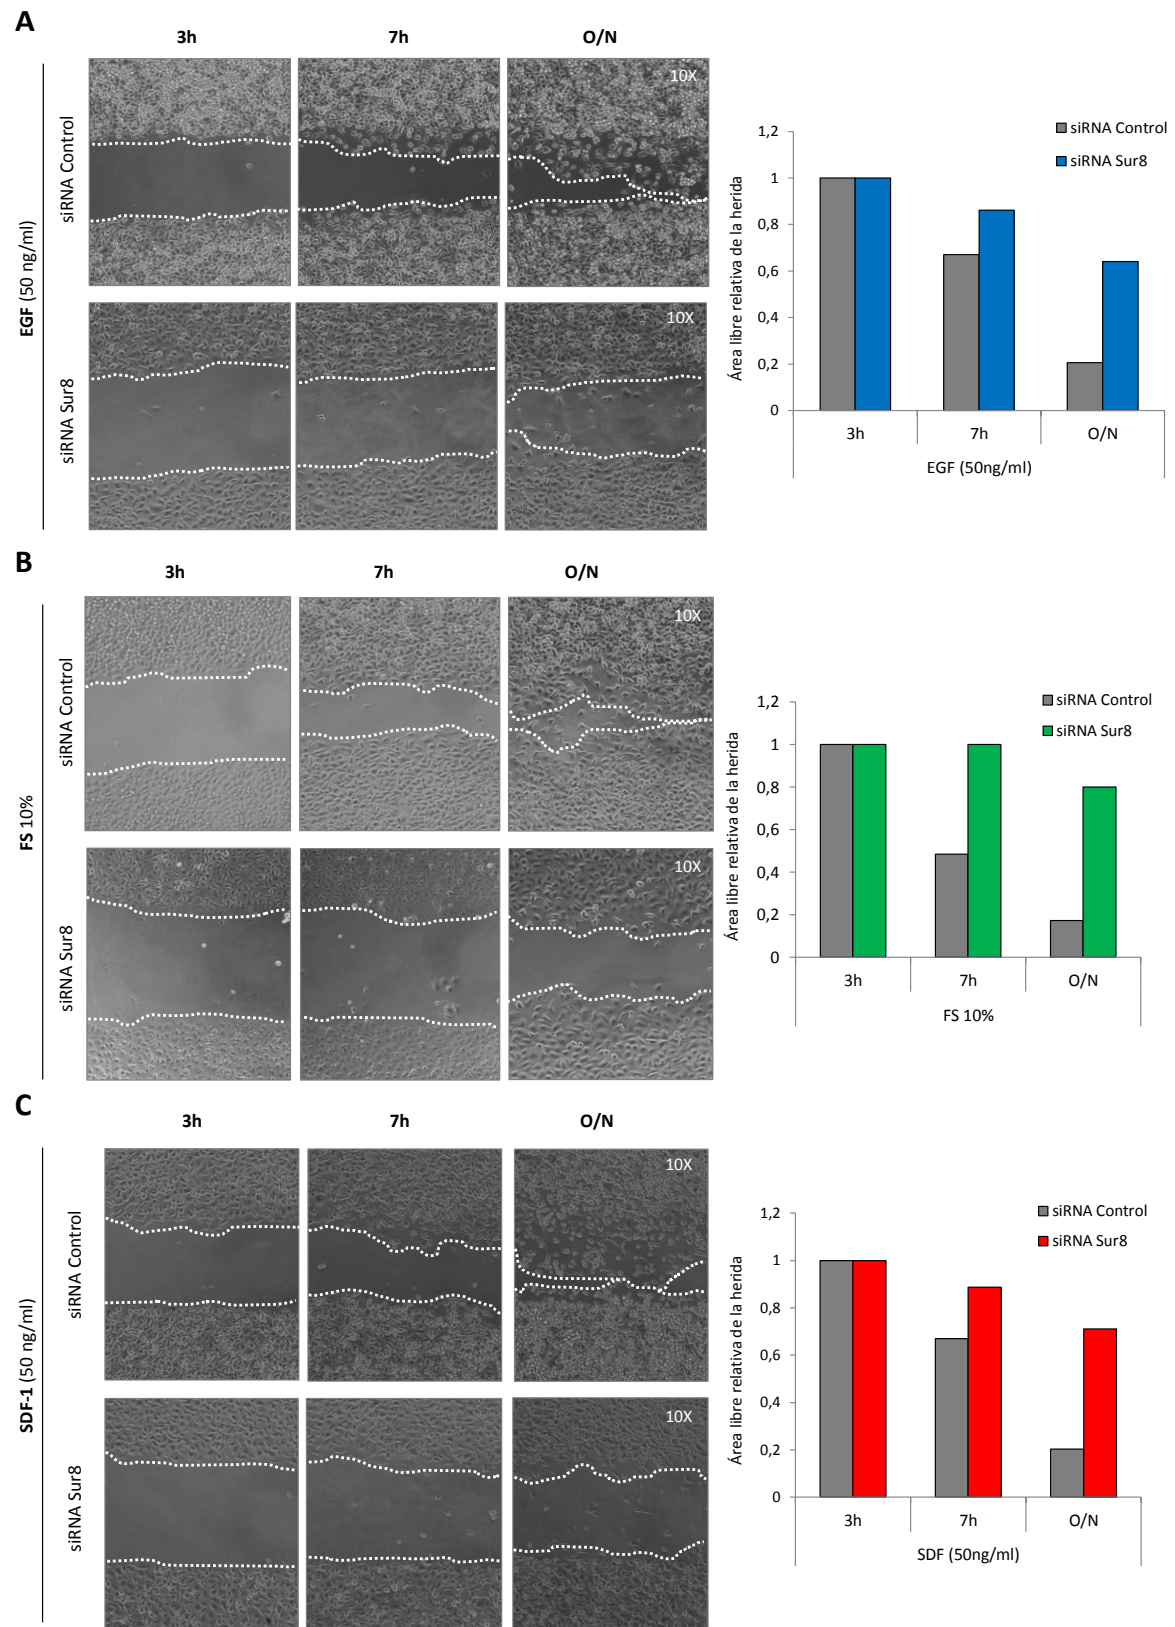 A
3h
7h
O/N
EGF (50 ng/ml)
siRNA Control
10X
siRNA Sur8
10X
Área libre relativa de la herida
1,2
1
0,8
0,6
0,4
0,2
0
siRNA Control
siRNA Sur8
3h
7h
O/N
EGF (50ng/ml)
B
3h
7h
O/N
FS 10%
siRNA Control
10X
siRNA Sur8
10X
Área libre relativa de la herida
1,2
1
0,8
0,6
0,4
0,2
0
siRNA Control
siRNA Sur8
3h
7h
O/N
FS 10%
C
3h
7h
O/N
SDF-1 (50 ng/ml)
siRNA Control
10X
siRNA Sur8
10X
Área libre relativa de la herida
1,2
1
0,8
0,6
0,4
0,2
0
siRNA Control
siRNA Sur8
3h
7h
O/N
SDF (50ng/ml)